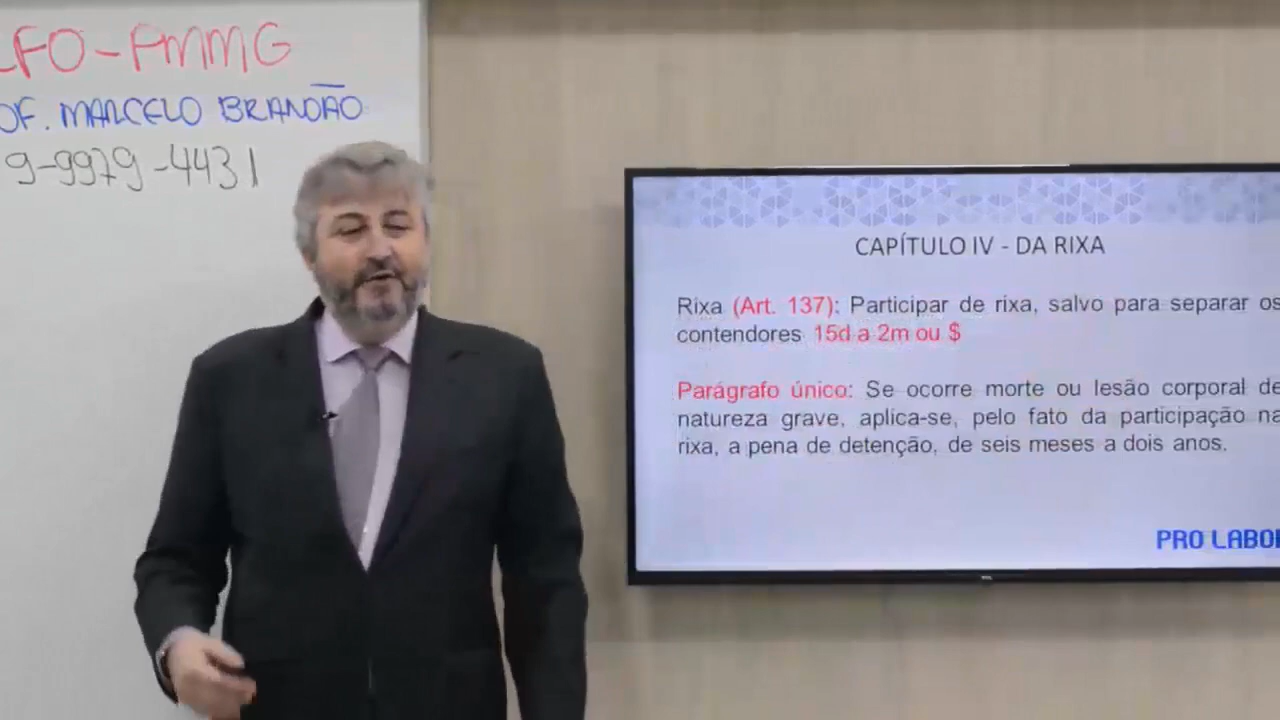 CFO-PMMG
OF. MARCELO BRANDÃO
9-9979-4431
CAPÍTULO IV - DA RIXA
Rixa (Art. 137): Participar de rixa, salvo para separar os
contendores 15d a 2m ou $
Parágrafo único: Se ocorre morte ou lesão corporal de
natureza grave, aplica-se, pelo fato da participação na
rixa, a pena de detenção, de seis meses a dois anos.
PRO LABO